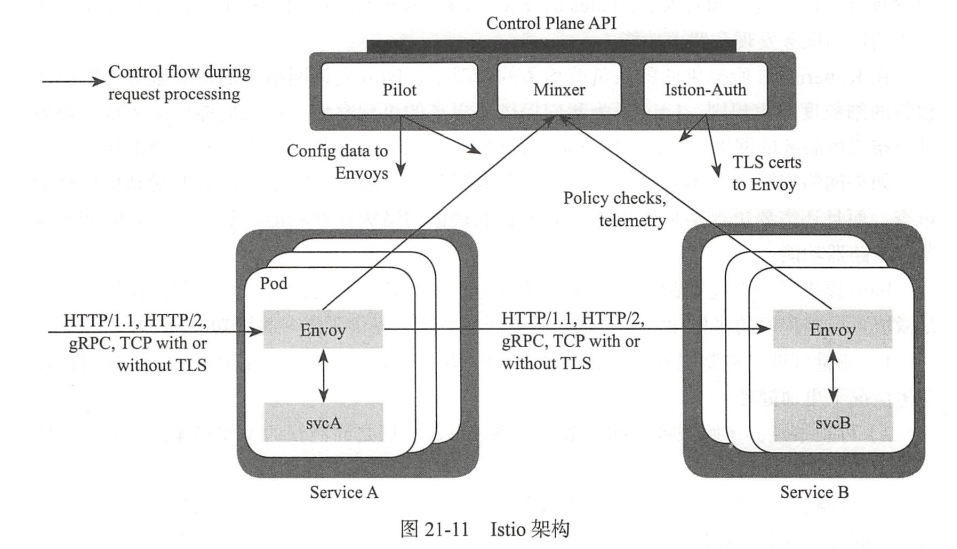 Control Plane API
Control flow during
request processing
Pilot
Minxer
Istion-Auth
Config data to
Envoys
TLS certs
to Envoy
Policy checks,
telemetry
Pod
HTTP/1.1, HTTP/2,
gRPC, TCP with or
without TLS
Envoy
svcA
HTTP/1.1, HTTP/2,
gRPC, TCP with or
without TLS
Envoy
svcB
Service A
Service B
图 21-11 Istio 架构